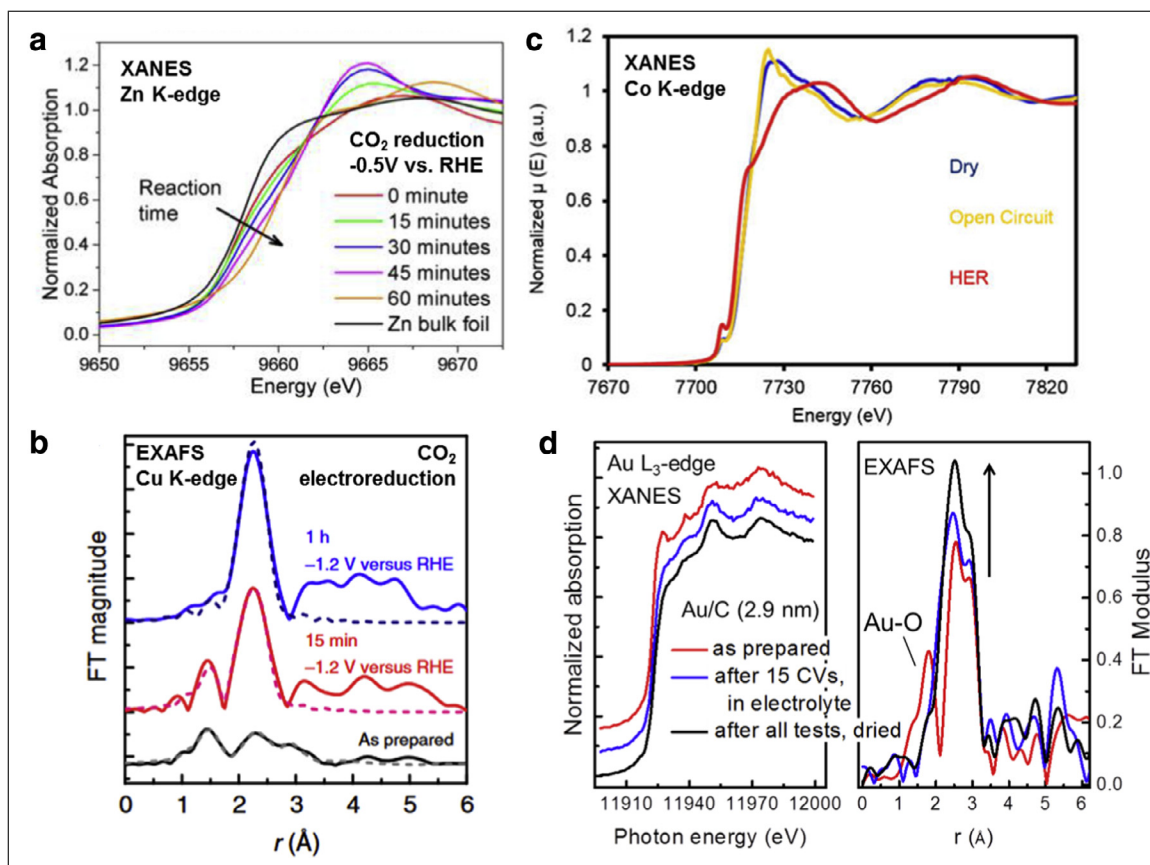 a
XANES
Zn K-edge
Normalized Absorption
1.2
1.0
0.8
0.6
0.4
0.2
0.0
Reaction
time
CO₂ reduction
-0.5V vs. RHE
0 minute
15 minutes
30 minutes
45 minutes
60 minutes
Zn bulk foil
9650 9655 9660 9665 9670
Energy (eV)
c
XANES
Co K-edge
Normalized μ (E) (a.u.)
1.2
1
0.8
0.6
0.4
0.2
0
Dry
Open Circuit
HER
7670 7700 7730 7760 7790 7820
Energy (eV)
b
EXAFS
Cu K-edge
CO₂
electroreduction
FT magnitude
1 h
–1.2 V versus RHE
15 min
–1.2 V versus RHE
As prepared
0 1 2 3 4 5 6
r (Å)
d
Au L₃-edge
XANES
Normalized absorption
Au/C (2.9 nm)
as prepared
after 15 CVs,
in electrolyte
after all tests, dried
11910 11940 11970 12000
Photon energy (eV)
EXAFS
Au-O
1.0
0.8
0.6
0.4
0.2
0.0
FT Modulus
0 1 2 3 4 5 6
r (Å)